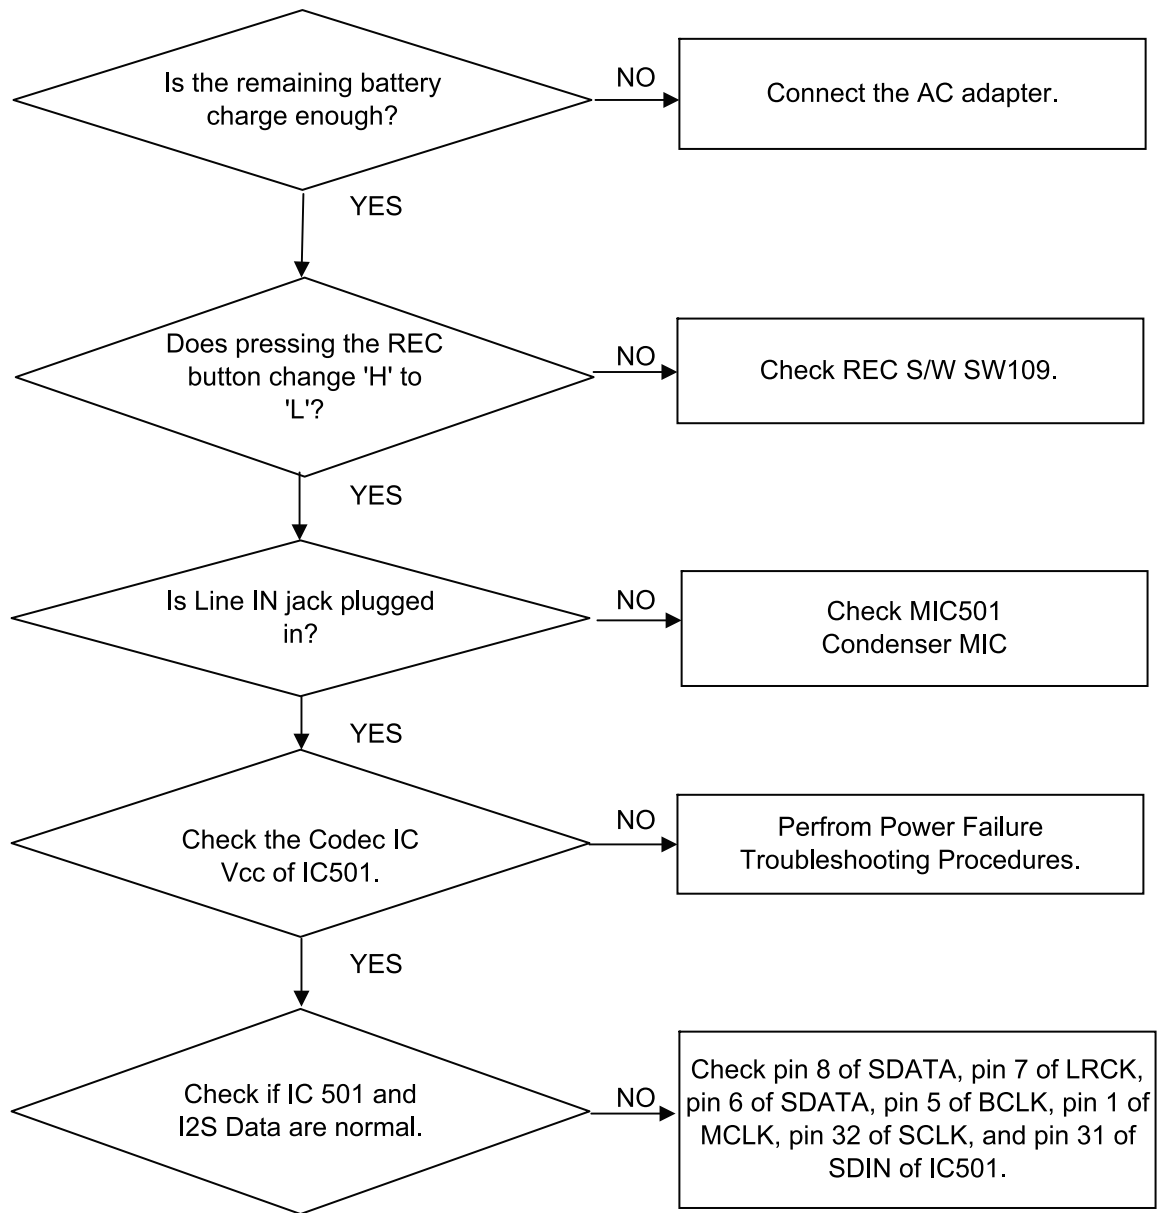 Is the remaining battery
charge enough?
NO
Connect the AC adapter.
YES
Does pressing the REC
button change 'H' to
'L'?
NO
Check REC S/W SW109.
YES
Is Line IN jack plugged
in?
NO
Check MIC501
Condenser MIC
YES
Check the Codec IC
Vcc of IC501.
NO
Perfrom Power Failure
Troubleshooting Procedures.
YES
Check if IC 501 and
I2S Data are normal.
NO
Check pin 8 of SDATA, pin 7 of LRCK,
pin 6 of SDATA, pin 5 of BCLK, pin 1 of
MCLK, pin 32 of SCLK, and pin 31 of
SDIN of IC501.